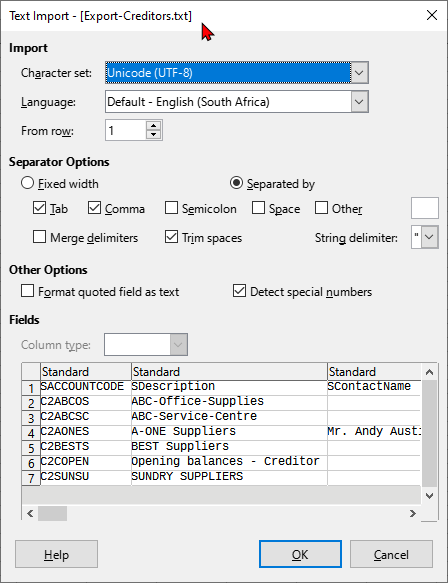 Text Import - [Export-Creditors.txt]
Import
Character set: Unicode (UTF-8)
Language: Default - English (South Africa)
From row: 1
Separator Options
Fixed width Separated by
Tab Comma Semicolon Space Other
Merge delimiters Trim spaces String delimiter: "
Other Options
Format quoted field as text Detect special numbers
Fields
Column type:
Standard Standard Standard
1 SACCOUNTCODE SDescription SContactName
2 C2ABCOS ABC-Office-Supplies
3 C2ABCSC ABC-Service-Centre
4 C2AONES A-ONE Suppliers Mr. Andy Austi
5 C2BESTS BEST Suppliers
6 C2COPEN Opening balances - Creditor
7 C2SUNSU SUNDRY SUPPLIERS
Help OK Cancel